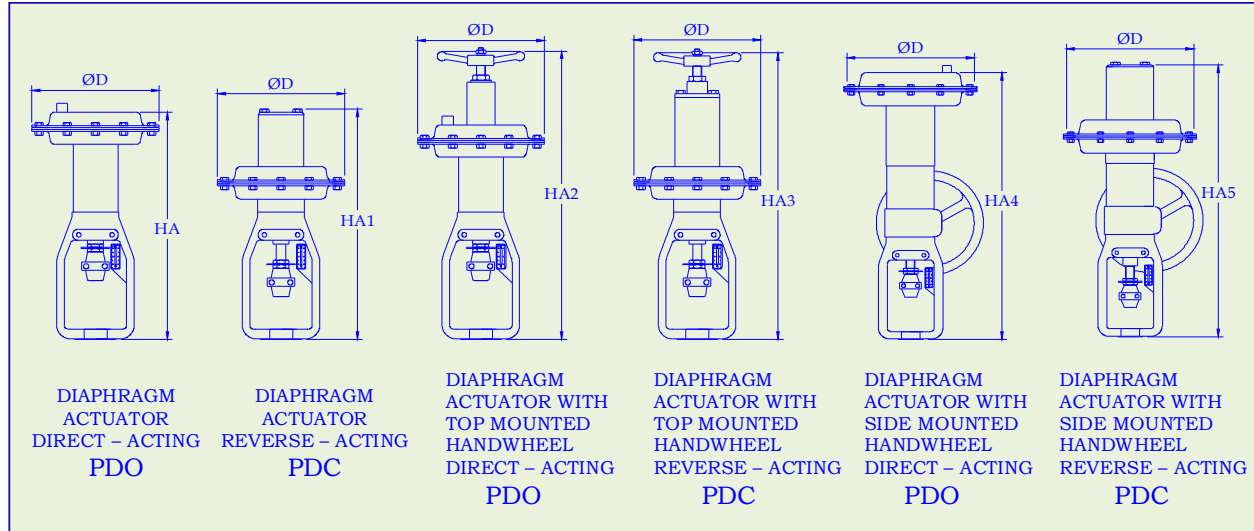 ØD
HA
DIAPHRAGM
ACTUATOR
DIRECT – ACTING
PDO
ØD
HA1
DIAPHRAGM
ACTUATOR
REVERSE – ACTING
PDC
ØD
HA2
DIAPHRAGM
ACTUATOR WITH
TOP MOUNTED
HANDWHEEL
DIRECT – ACTING
PDO
ØD
HA3
DIAPHRAGM
ACTUATOR WITH
TOP MOUNTED
HANDWHEEL
REVERSE – ACTING
PDC
ØD
HA4
DIAPHRAGM
ACTUATOR WITH
SIDE MOUNTED
HANDWHEEL
DIRECT – ACTING
PDO
ØD
HA5
DIAPHRAGM
ACTUATOR WITH
SIDE MOUNTED
HANDWHEEL
REVERSE – ACTING
PDC